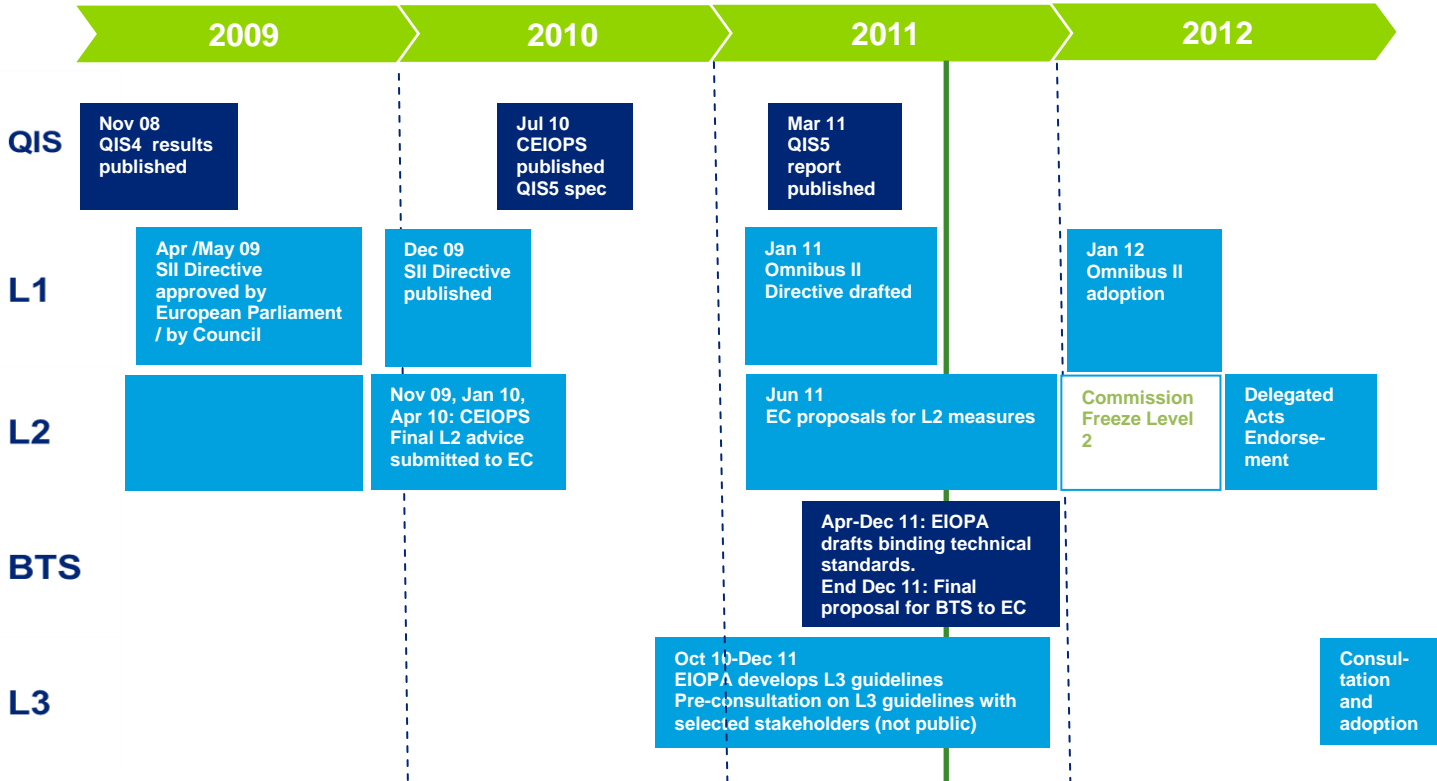 2009
2010
2011
2012
QIS
Nov 08
QIS4 results
published
Jul 10
CEIOPS
published
QIS5 spec
Mar 11
QIS5
report
published
L1
Apr /May 09
SII Directive
approved by
European Parliament
/ by Council
Dec 09
SII Directive
published
Jan 11
Omnibus II
Directive drafted
Jan 12
Omnibus II
adoption
L2
Nov 09, Jan 10,
Apr 10: CEIOPS
Final L2 advice
submitted to EC
Jun 11
EC proposals for L2 measures
Commission
Freeze Level
2
Delegated
Acts
Endorse-
ment
BTS
Apr-Dec 11: EIOPA
drafts binding technical
standards.
End Dec 11: Final
proposal for BTS to EC
L3
Oct 10-Dec 11
EIOPA develops L3 guidelines
Pre-consultation on L3 guidelines with
selected stakeholders (not public)
Consul-
tation
and
adoption